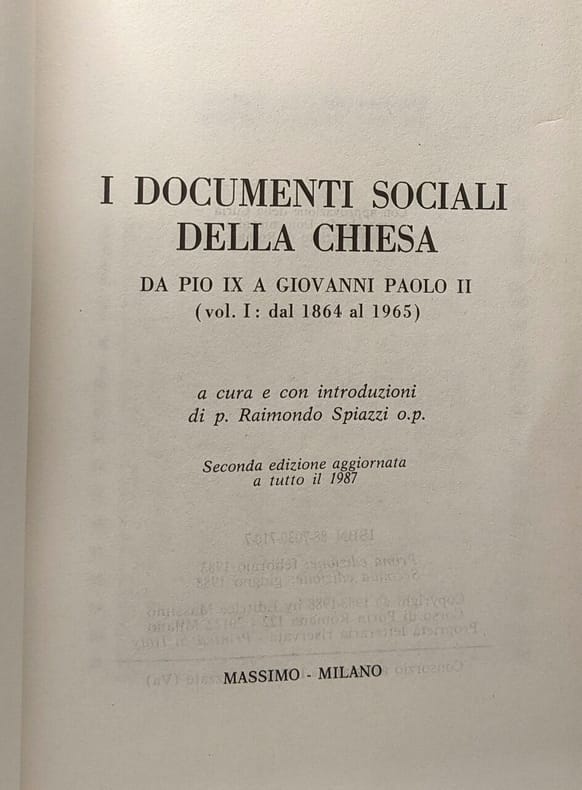 I DOCUMENTI SOCIALI
DELLA CHIESA
DA PIO IX A GIOVANNI PAOLO II
(vol. I: dal 1864 al 1965)
a cura e con introduzioni
di p. Raimondo Spiazzi o.p.
Seconda edizione aggiornata
a tutto il 1987
MASSIMO - MILANO